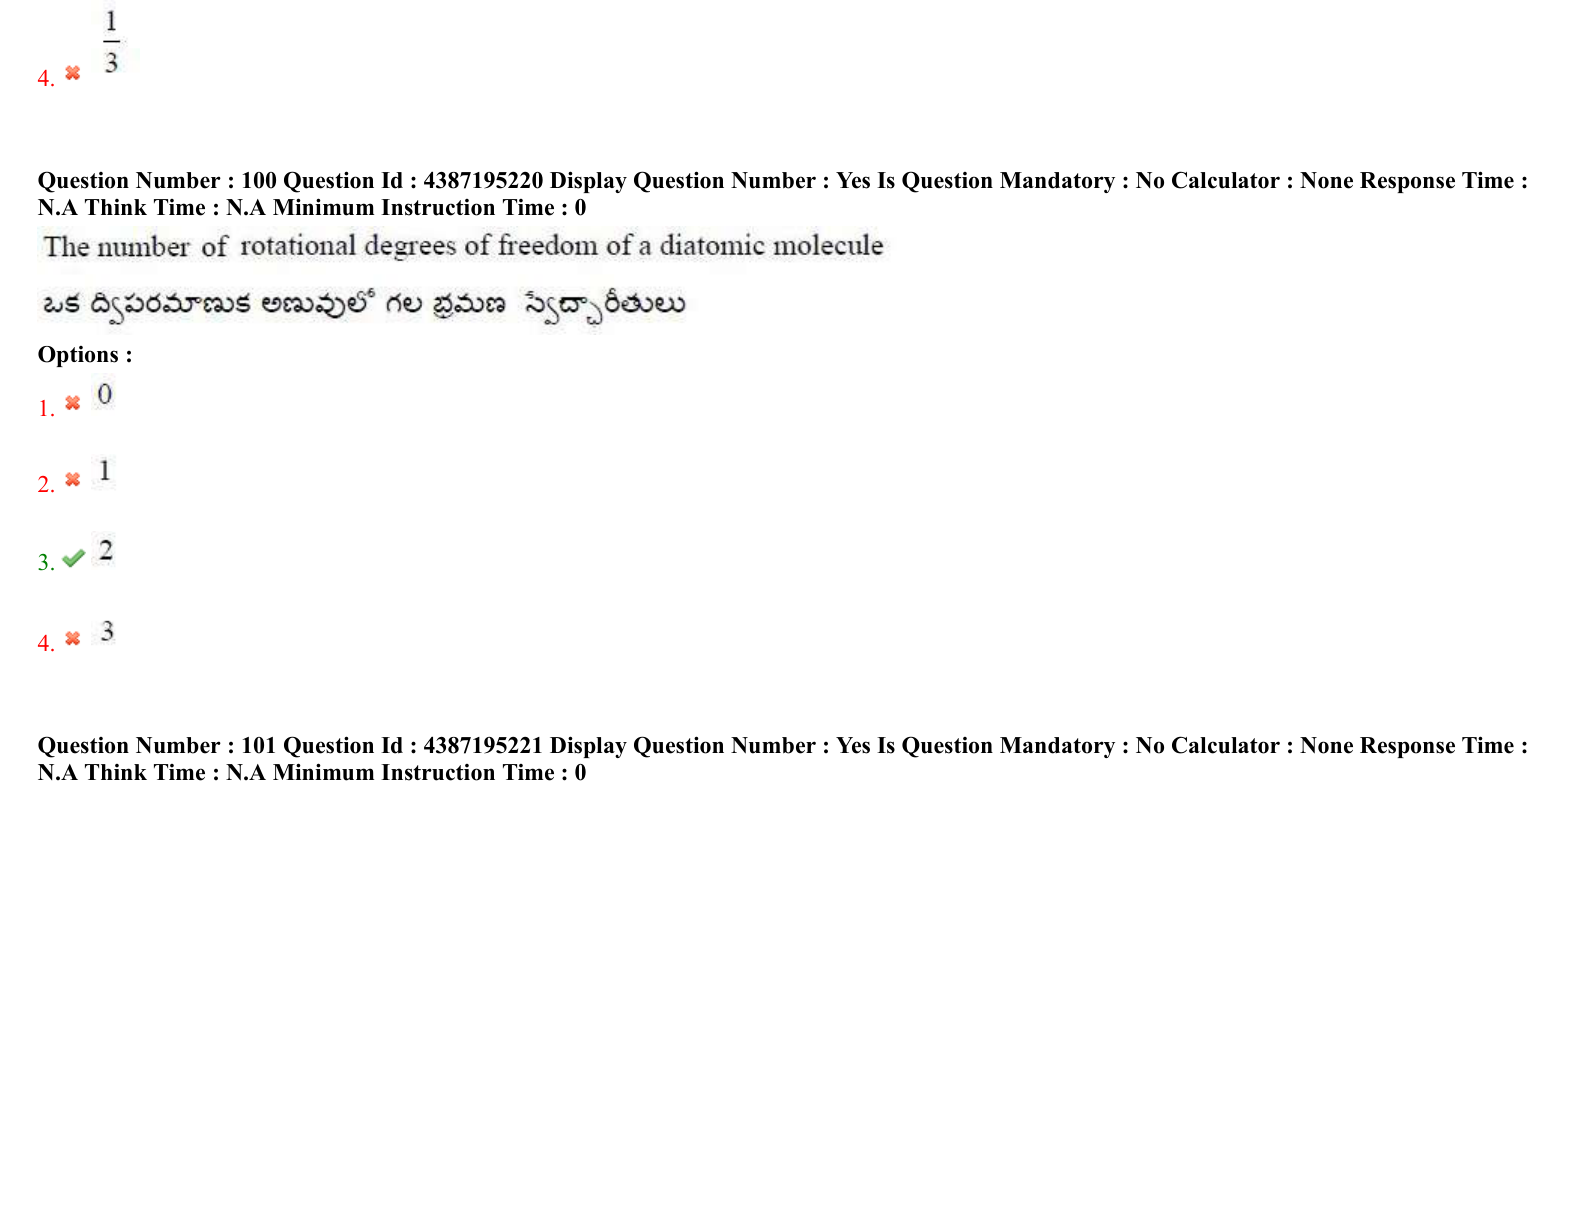 1
3
4.
Question Number : 100 Question Id : 4387195220 Display Question Number : Yes Is Question Mandatory : No Calculator : None Response Time :
N.A Think Time : N.A Minimum Instruction Time : 0
The number of rotational degrees of freedom of a diatomic molecule
ఒక ద్విపరమాణుక అణువులో గల భ్రమణ స్వేచ్ఛారీతులు
Options :
1. 0
2. 1
3. 2
4. 3
Question Number : 101 Question Id : 4387195221 Display Question Number : Yes Is Question Mandatory : No Calculator : None Response Time :
N.A Think Time : N.A Minimum Instruction Time : 0